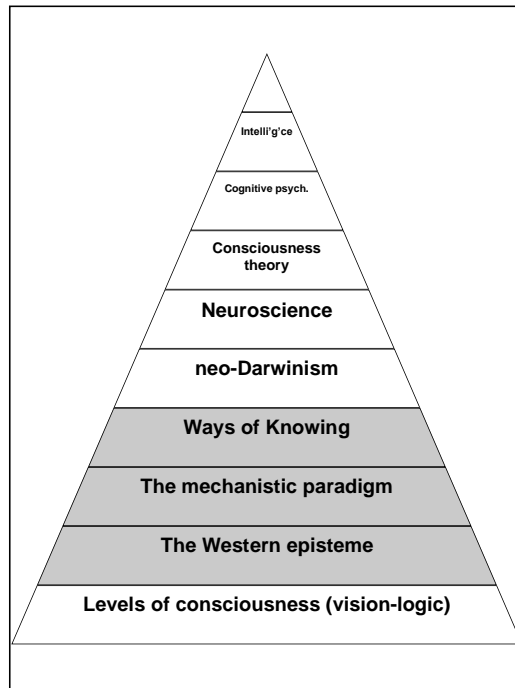 Intelli'g'ce
Cognitive psych.
Consciousness
theory
Neuroscience
neo-Darwinism
Ways of Knowing
The mechanistic paradigm
The Western episteme
Levels of consciousness (vision-logic)